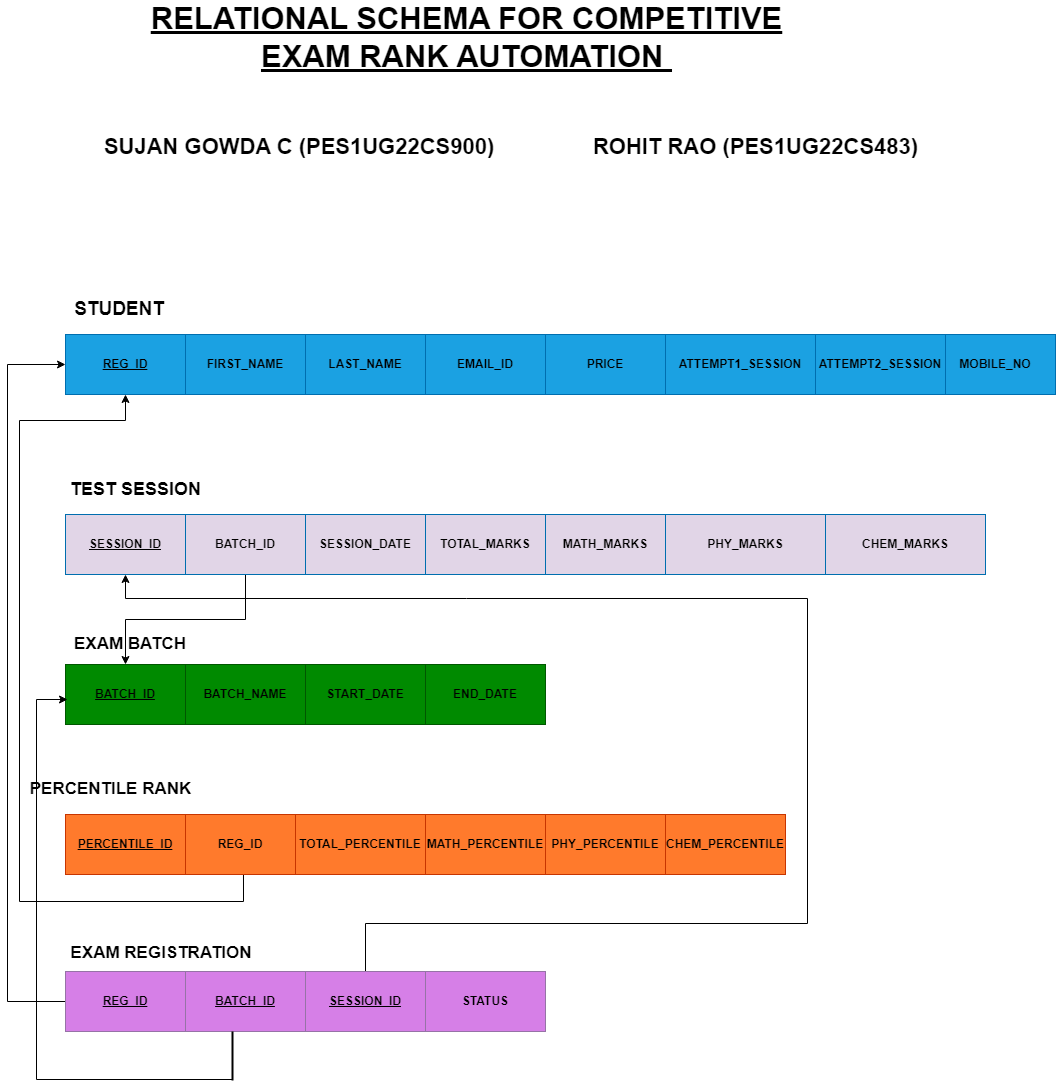 RELATIONAL SCHEMA FOR COMPETITIVE
EXAM RANK AUTOMATION
SUJAN GOWDA C (PES1UG22CS900) ROHIT RAO (PES1UG22CS483)
STUDENT
REG_ID FIRST_NAME LAST_NAME EMAIL_ID PRICE ATTEMPT1_SESSION ATTEMPT2_SESSION MOBILE_NO
TEST SESSION
SESSION_ID BATCH_ID SESSION_DATE TOTAL_MARKS MATH_MARKS PHY_MARKS CHEM_MARKS
EXAM BATCH
BATCH_ID BATCH_NAME START_DATE END_DATE
PERCENTILE RANK
PERCENTILE_ID REG_ID TOTAL_PERCENTILE MATH_PERCENTILE PHY_PERCENTILE CHEM_PERCENTILE
EXAM REGISTRATION
REG_ID BATCH_ID SESSION_ID STATUS